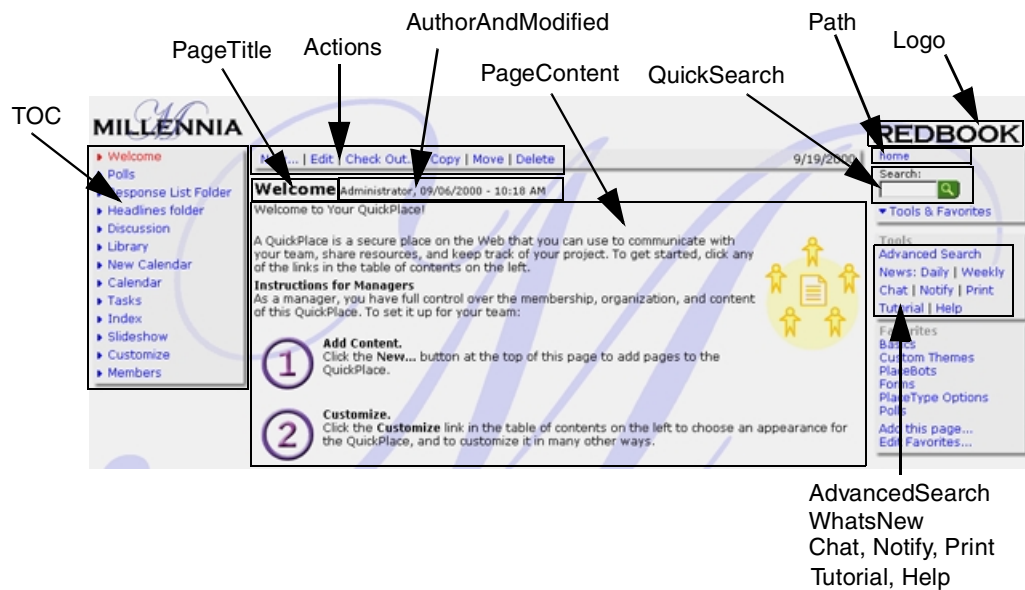 AuthorAndModified
Path
Logo
PageTitle
Actions
PageContent
QuickSearch
TOC
MILLENNIA
Welcome
Polls
Response List Folder
Headlines folder
Discussion
Library
New Calendar
Calendar
Tasks
Index
Slideshow
Customize
Members
| Edit | Check Out... Copy | Move | Delete
9/19/2000
Welcome Administrator, 09/06/2000 - 10:18 AM
Welcome to Your QuickPlace!
A QuickPlace is a secure place on the Web that you can use to communicate with
your team, share resources, and keep track of your project. To get started, click any
of the links in the table of contents on the left.
Instructions for Managers
As a manager, you have full control over the membership, organization, and content
of this QuickPlace. To set it up for your team:
1
Add Content.
Click the New... button at the top of this page to add pages to the
QuickPlace.
2
Customize.
Click the Customize link in the table of contents on the left to choose an appearance for
the QuickPlace, and to customize it in many other ways.
REDBOOK
home
Search:
Tools & Favorites
Tools
Advanced Search
News: Daily | Weekly
Chat | Notify | Print
Tutorial | Help
Favorites
Basics
Custom Themes
PlaceBots
Forms
PlaceType Options
Polls
Add this page...
Edit Favorites...
AdvancedSearch
WhatsNew
Chat, Notify, Print
Tutorial, Help